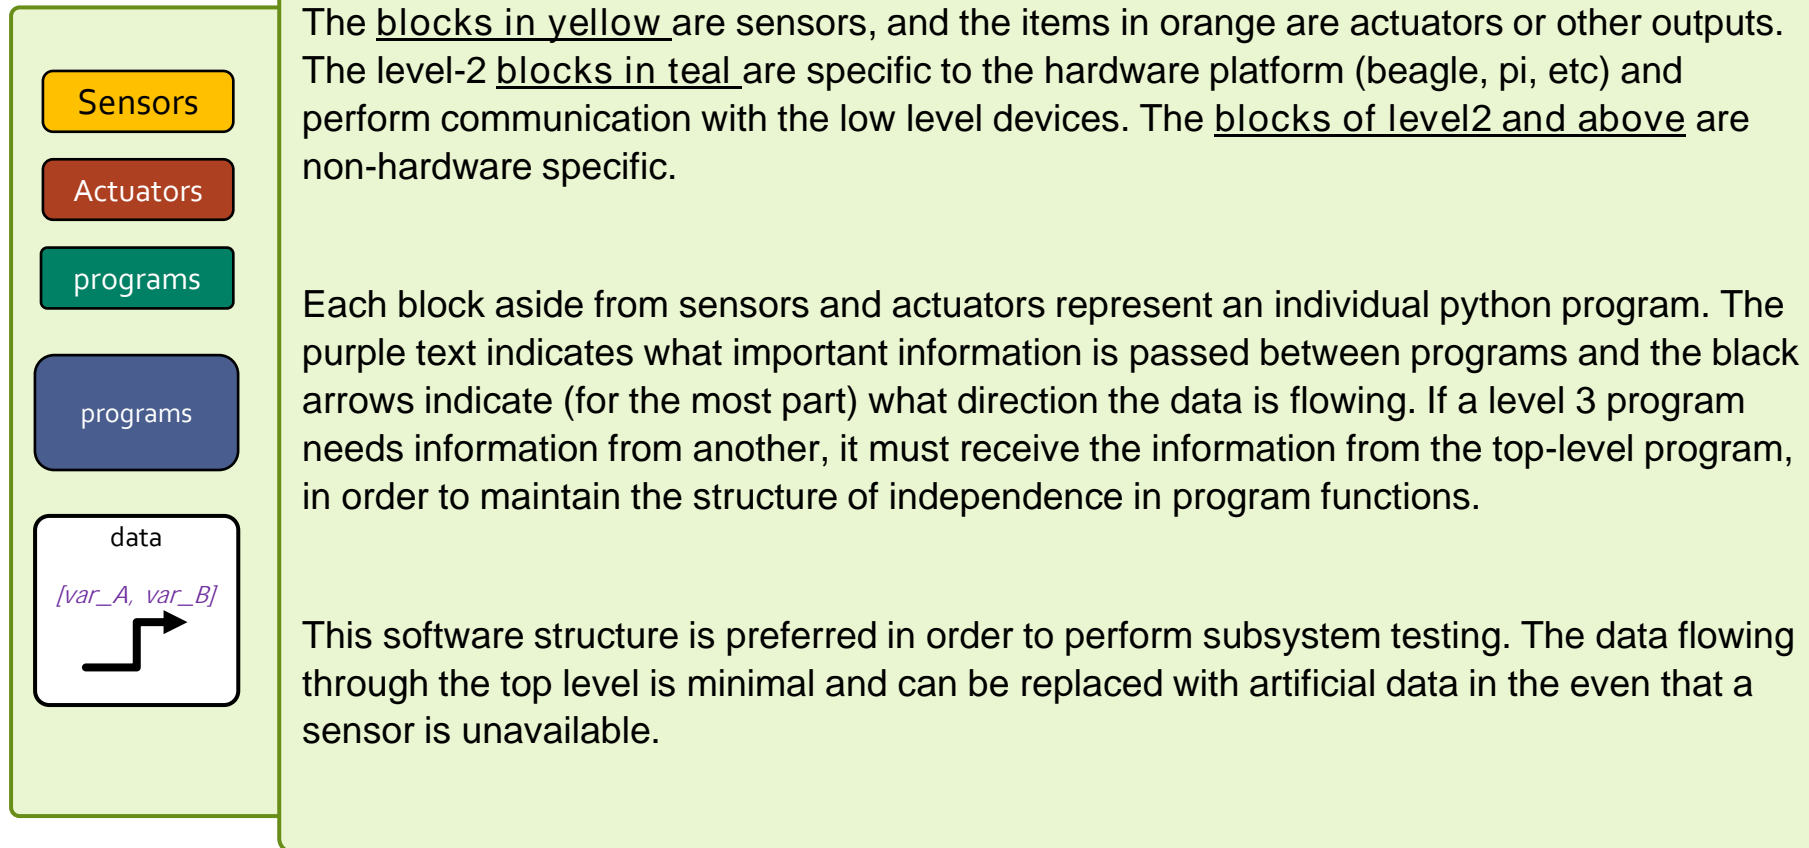 Sensors
Actuators
programs
programs
data
[var_A, var_B]
The blocks in yellow are sensors, and the items in orange are actuators or other outputs.
The level-2 blocks in teal are specific to the hardware platform (beagle, pi, etc) and
perform communication with the low level devices. The blocks of level2 and above are
non-hardware specific.
Each block aside from sensors and actuators represent an individual python program. The
purple text indicates what important information is passed between programs and the black
arrows indicate (for the most part) what direction the data is flowing. If a level 3 program
needs information from another, it must receive the information from the top-level program,
in order to maintain the structure of independence in program functions.
This software structure is preferred in order to perform subsystem testing. The data flowing
through the top level is minimal and can be replaced with artificial data in the even that a
sensor is unavailable.